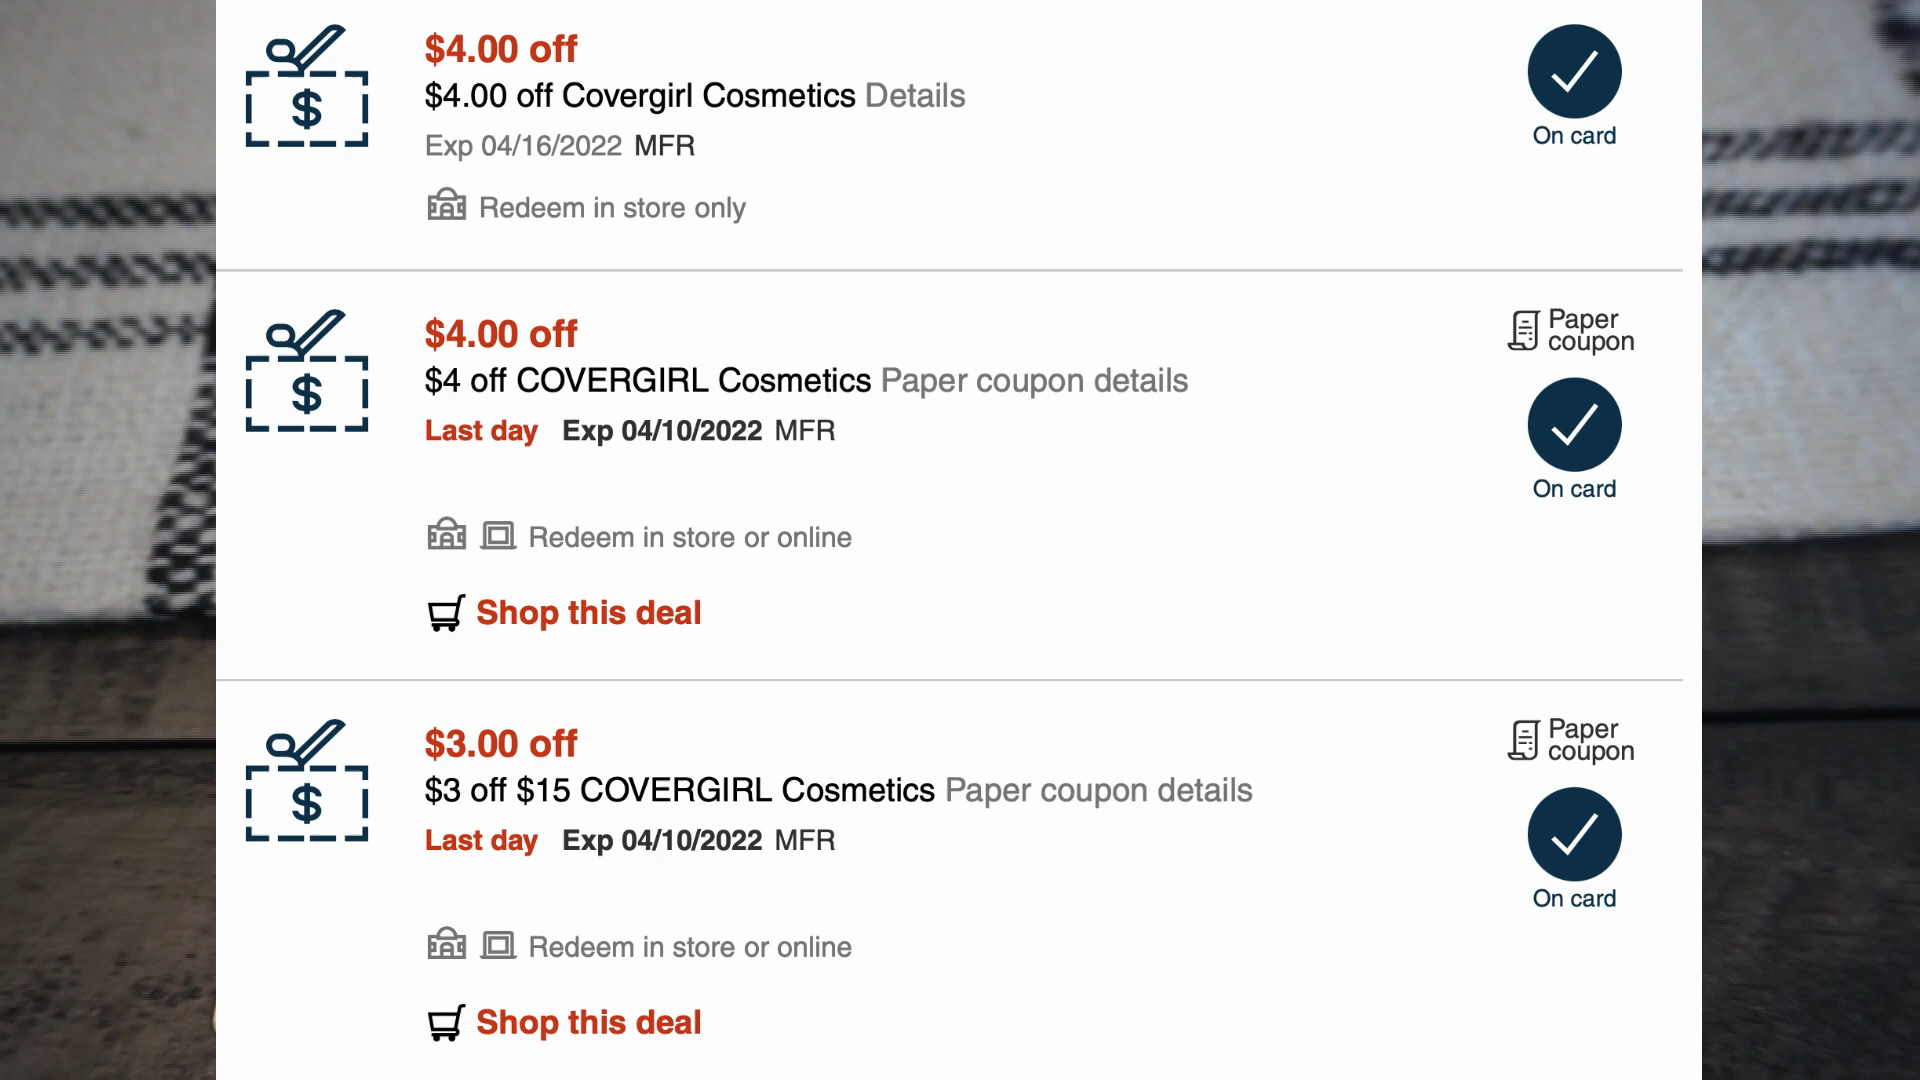 $4.00 off
$4.00 off Covergirl Cosmetics Details
Exp 04/16/2022 MFR
Redeem in store only
On card
$4.00 off
$4 off COVERGIRL Cosmetics Paper coupon details
Last day Exp 04/10/2022 MFR
Redeem in store or online
Shop this deal
Paper
coupon
On card
$3.00 off
$3 off $15 COVERGIRL Cosmetics Paper coupon details
Last day Exp 04/10/2022 MFR
Redeem in store or online
Shop this deal
Paper
coupon
On card